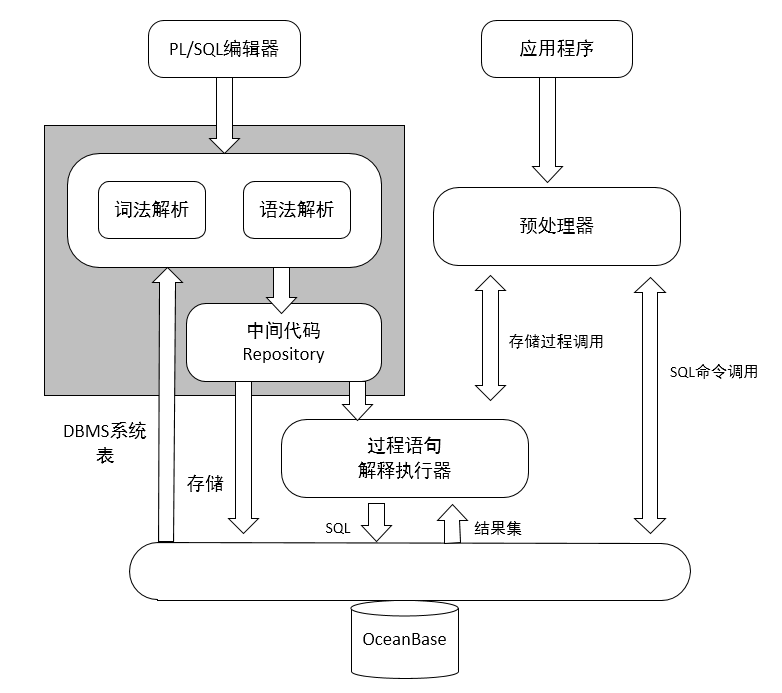 PL/SQL编辑器
应用程序
词法解析
语法解析
预处理器
中间代码
Repository
存储过程调用
SQL命令调用
DBMS系统
表
存储
过程语句
解释执行器
SQL
结果集
OceanBase